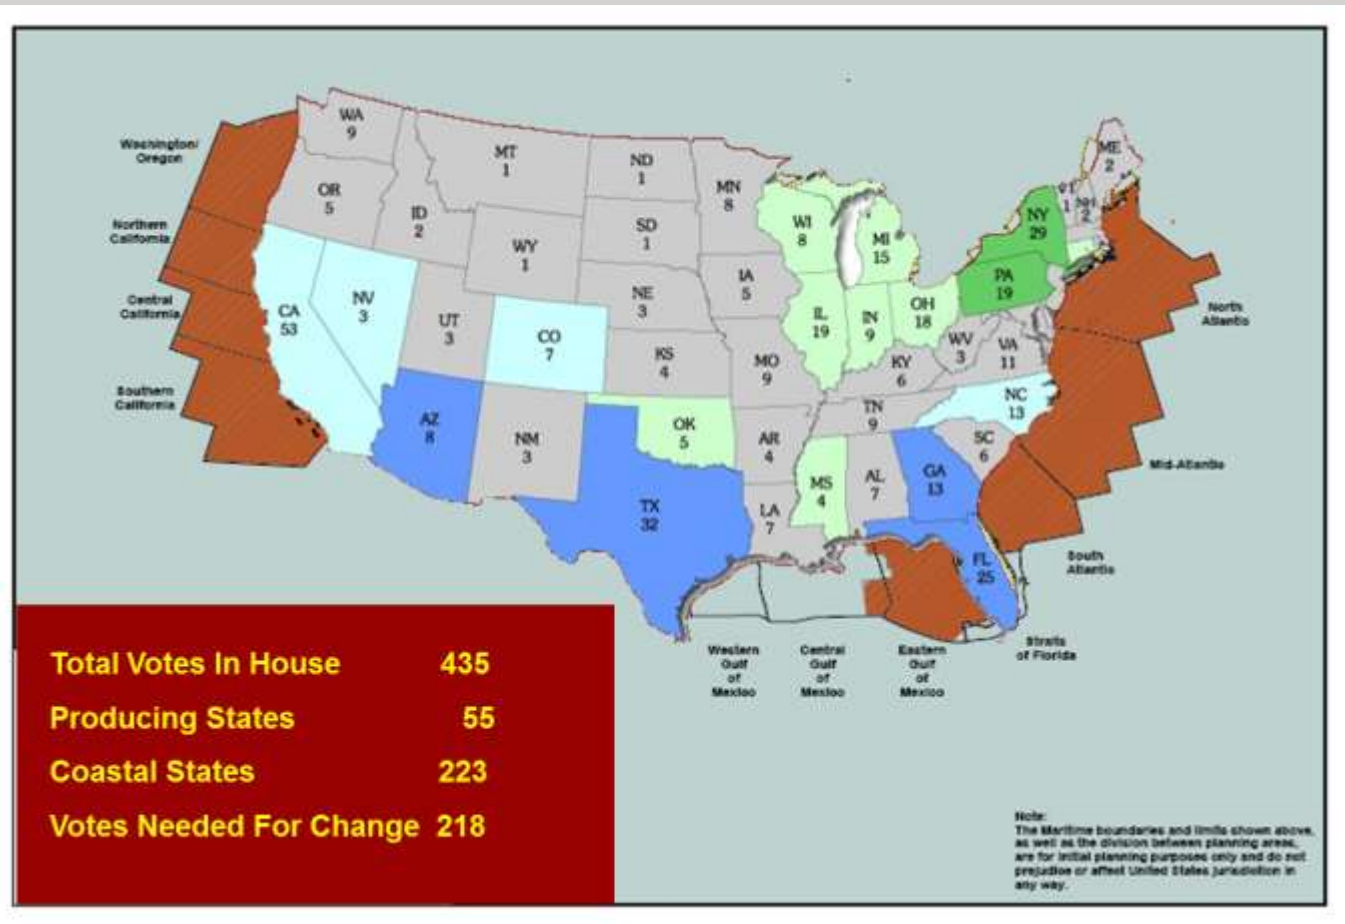 WA
9
MT
1
ND
1
MN
8
ME
2
Washington/
Oregon
OR
5
ID
2
WY
1
SD
1
WI
8
MI
15
NY
29
VT
1
NH
2
Northern
California
PA
19
IA
5
NE
3
NV
3
CA
53
UT
3
CO
7
IL
19
IN
9
OH
18
Central
California
North
Atlantic
WV
3
VA
11
KS
4
MO
9
KY
6
Southern
California
NC
13
TN
9
AZ
8
NM
3
OK
5
AR
4
SC
6
Mid-Atlantic
MS
4
AL
7
GA
13
TX
32
LA
7
FL
25
South
Atlantic
Western
Gulf
of
Mexico
Central
Gulf
of
Mexico
Eastern
Gulf
of
Mexico
Straits
of Florida
Total Votes In House 435
Producing States 55
Coastal States 223
Votes Needed For Change 218
Note:
The Maritime boundaries and limits shown above,
as well as the division between planning areas,
are for initial planning purposes only and do not
prejudice or affect United States jurisdiction in
any way.